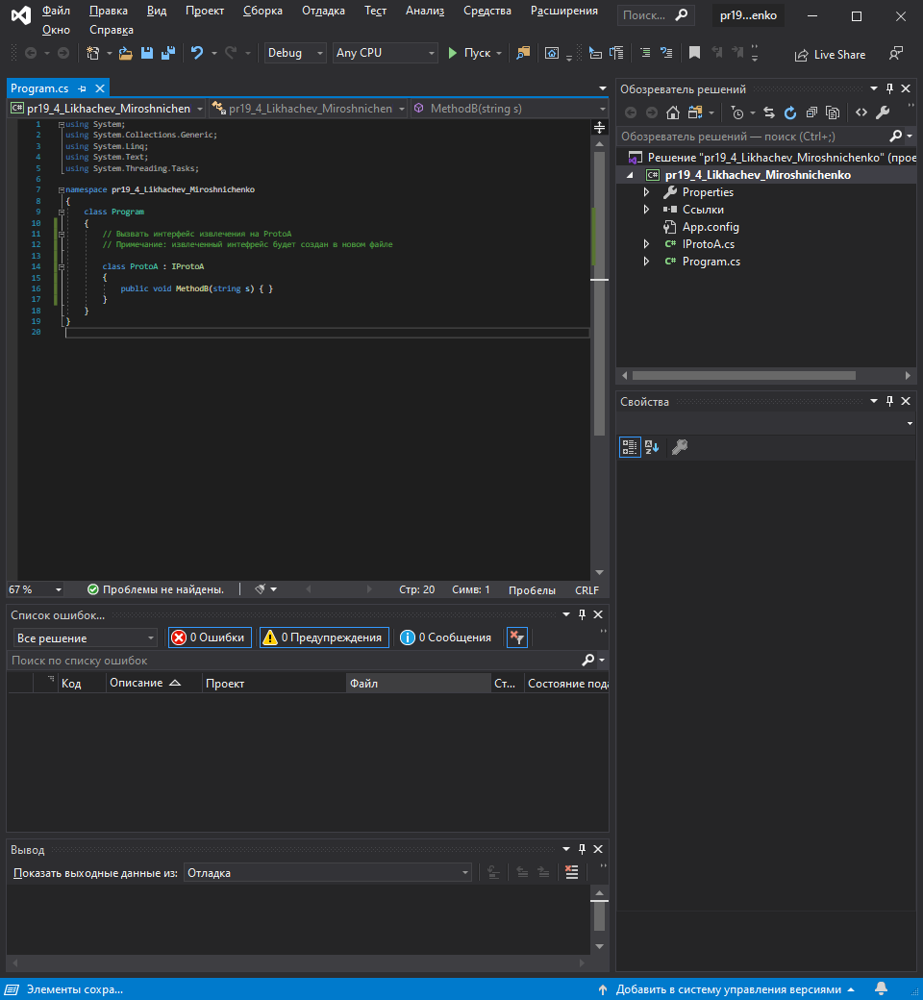 Файл Правка Вид Проект Сборка Отладка Тест Анализ Средства Расширения
Окно Справка
Поиск...
pr19...enko
Debug
Any CPU
Пуск
Live Share
Program.cs
pr19_4_Likhachev_Miroshnichen
pr19_4_Likhachev_Miroshnichen
MethodB(string s)
1 using System;
2 using System.Collections.Generic;
3 using System.Linq;
4 using System.Text;
5 using System.Threading.Tasks;
6
7 namespace pr19_4_Likhachev_Miroshnichenko
8 {
9 class Program
10 {
11 // Вызвать интерфейс извлечения на ProtoA
12 // Примечание: извлеченный интефрейс будет создан в новом файле
13
14 class ProtoA : IProtoA
15 {
16 public void MethodB(string s) { }
17 }
18 }
19 }
20
67 %
Проблемы не найдены.
Стр: 20
Симв: 1
Пробелы
CRLF
Обозреватель решений
Обозреватель решений — поиск (Ctrl+;)
Решение "pr19_4_Likhachev_Miroshnichenko" (прое
pr19_4_Likhachev_Miroshnichenko
Properties
Ссылки
App.config
IProtoA.cs
Program.cs
Свойства
Список ошибок...
Все решение
0 Ошибки
0 Предупреждения
0 Сообщения
Поиск по списку ошибок
Код
Описание
Проект
Файл
Ст...
Состояние пода
Вывод
Показать выходные данные из:
Отладка
Элементы сохра...
Добавить в систему управления версиями